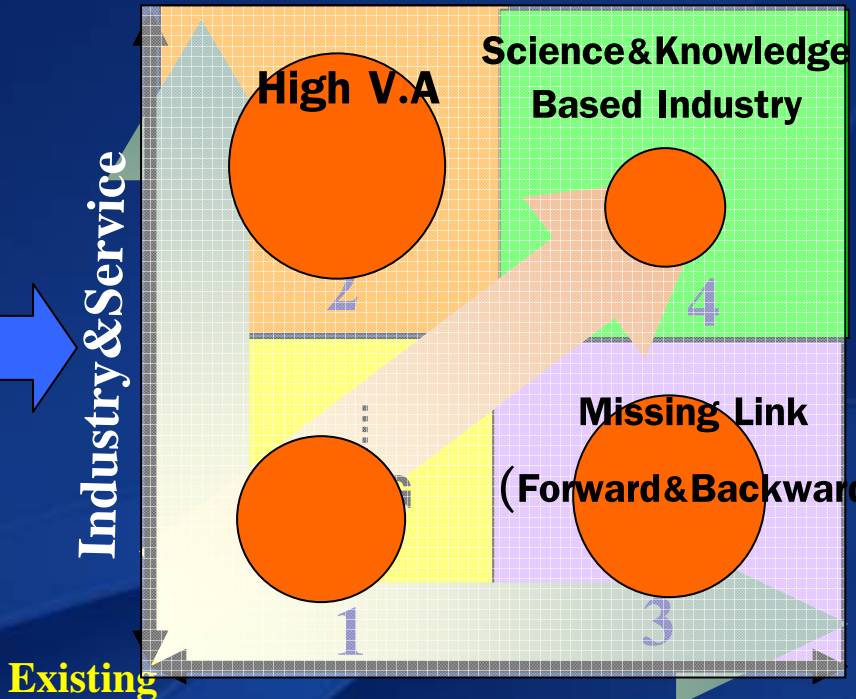 High V.A
Science&Knowledge
Based Industry
Industry&Service
2
4
Missing Link
(Forward&Backward
1
3
Existing